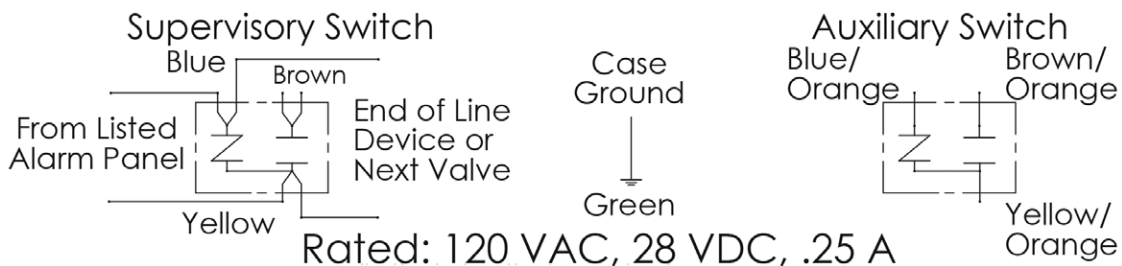 Supervisory Switch
Blue
Brown
From Listed
Alarm Panel
End of Line
Device or
Next Valve
Yellow
Case
Ground
Green
Auxiliary Switch
Blue/
Orange
Brown/
Orange
Yellow/
Orange
Rated: 120 VAC, 28 VDC, .25 A